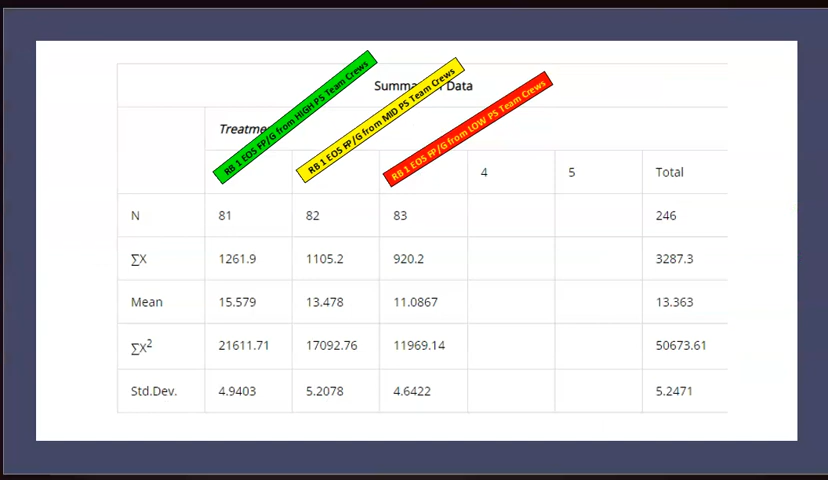 Summa Data
Treatme
RB 1 EOS FP/G from HIGH PS Team Crews
RB 1 EOS FP/G from MID PS Team Crews
RB 1 EOS FP/G from LOW PS Team Crews
4 5 Total
N 81 82 83 246
∑X 1261.9 1105.2 920.2 3287.3
Mean 15.579 13.478 11.0867 13.363
∑X² 21611.71 17092.76 11969.14 50673.61
Std.Dev. 4.9403 5.2078 4.6422 5.2471